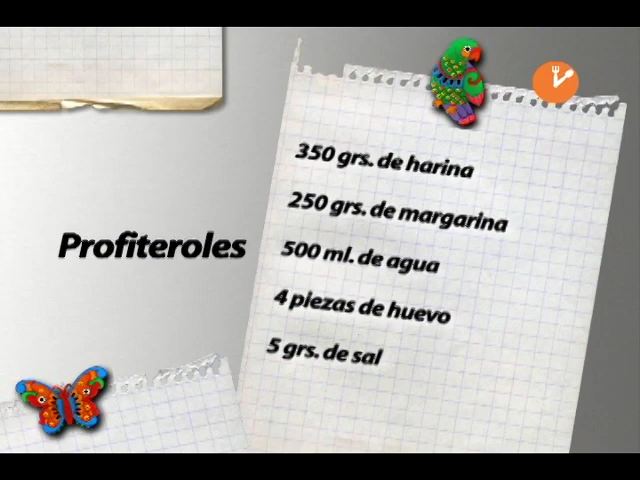 Profiteroles
350 grs. de harina
250 grs. de margarina
500 ml. de agua
4 piezas de huevo
5 grs. de sal